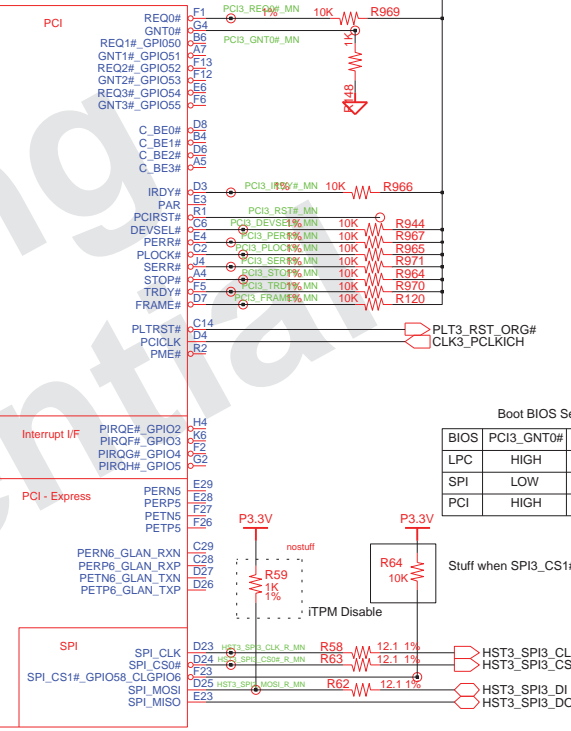 PCI
REQ0# F1 PCI3_REQ0#_MN 1% 10K R969
GNT0# G4
REQ1#_GPIO50 B6 PCI3_GNT0#_MN 1K
GNT1#_GPIO51 A7
REQ2#_GPIO52 F13
GNT2#_GPIO53 F12
REQ3#_GPIO54 E6
GNT3#_GPIO55 F6 R148
C_BE0# D8
C_BE1# B4
C_BE2# D6
C_BE3# A5
IRDY# D3 PCI3_IRDY#_MN 1% 10K R966
PAR E3
PCIRST# R1 PCI3_RST#_MN
DEVSEL# C6 PCI3_DEVSEL#_MN 1% 10K R944
PERR# E4 PCI3_PERR#_MN 1% 10K R967
PLOCK# C2 PCI3_PLOCK#_MN 1% 10K R965
SERR# J4 PCI3_SERR#_MN 1% 10K R971
STOP# A4 PCI3_STOP#_MN 1% 10K R964
TRDY# F5 PCI3_TRDY#_MN 1% 10K R970
FRAME# D7 PCI3_FRAME#_MN 1% 10K R120
PLTRST# C14 PLT3_RST_ORG#
PCICLK D4 CLK3_PCLKICH
PME# R2
Interrupt I/F
PIRQE#_GPIO2 H4
PIRQF#_GPIO3 K6
PIRQG#_GPIO4 F2
PIRQH#_GPIO5 G2
Boot BIOS Se
BIOS PCI3_GNT0#
LPC HIGH
SPI LOW
PCI HIGH
PCI - Express
PERN5 E29
PERP5 E28
PETN5 F27
PETP5 F26
PERN6_GLAN_RXN C29
PERP6_GLAN_RXP C28
PETN6_GLAN_TXN D27
PETP6_GLAN_TXP D26
P3.3V
nostuff
R59
1K
1%
iTPM Disable
P3.3V
R64
10K
Stuff when SPI3_CS1#
SPI
SPI_CLK D23 HST3_SPI3_CLK_R_MN R58 12.1 1% HST3_SPI3_CL
SPI_CS0# D24 HST3_SPI3_CS0#_R_MN R63 12.1 1% HST3_SPI3_CS
SPI_CS1#_GPIO58_CLGPIO6 F23
SPI_MOSI D25 HST3_SPI3_MOSI_R_MN R62 12.1 1% HST3_SPI3_DI
SPI_MISO E23 HST3_SPI3_DO